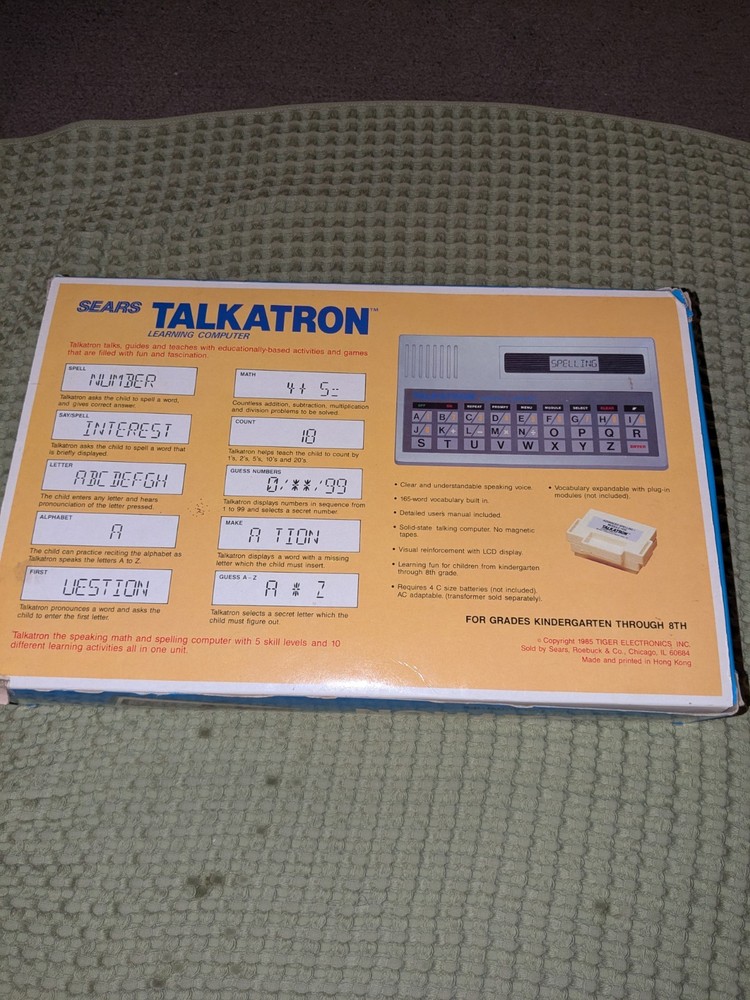 SEARS TALKATRON™
LEARNING COMPUTER
Talkatron talks, guides and teaches with educationally-based activities and games
that are filled with fun and fascination.
SPELL
NUMBER
Talkatron asks the child to spell a word,
and gives correct answer.
SAY/SPELL
INTEREST
Talkatron asks the child to spell a word that
is briefly displayed.
LETTER
ABCDEFGH
The child enters any letter and hears
pronounciation of the letter pressed.
ALPHABET
A
The child can practice reciting the alphabet as
Talkatron speaks the letters A to Z.
FIRST
UESTION
Talkatron pronounces a word and asks the
child to enter the first letter.
MATH
4+ 5=
Countless addition, subtraction, multiplication
and division problems to be solved.
COUNT
18
Talkatron helps teach the child to count by
1's, 2's, 5's, 10's and 20's.
GUESS NUMBERS
0/**/99
Talkatron displays numbers in sequence from
1 to 99 and selects a secret number.
MAKE
A TION
Talkatron displays a word with a missing
letter which the child must insert.
GUESS A - Z
A * Z
Talkatron selects a secret letter which the
child must figure out.
Talkatron the speaking math and spelling computer with 5 skill levels and 10
different learning activities all in one unit.
SPELLING
OFF ON REPEAT PROMPT MENU MODULE SELECT CLEAR
A B C D E F G H I
J K L M N O P Q R
S T U V W X Y Z ENTER
• Clear and understandable speaking voice.
• 165-word vocabulary built in.
• Detailed users manual included.
• Solid-state talking computer. No magnetic
tapes.
• Visual reinforcement with LCD display.
• Learning fun for children from kindergarten
through 8th grade.
• Requires 4 C size batteries (not included).
AC adaptable, (transformer sold separately).
• Vocabulary expandable with plug-in
modules (not included).
TALKATRON
FOR GRADES KINDERGARTEN THROUGH 8TH
© Copyright 1985 TIGER ELECTRONICS INC.
Sold by Sears, Roebuck & Co., Chicago, IL 60684
Made and printed in Hong Kong